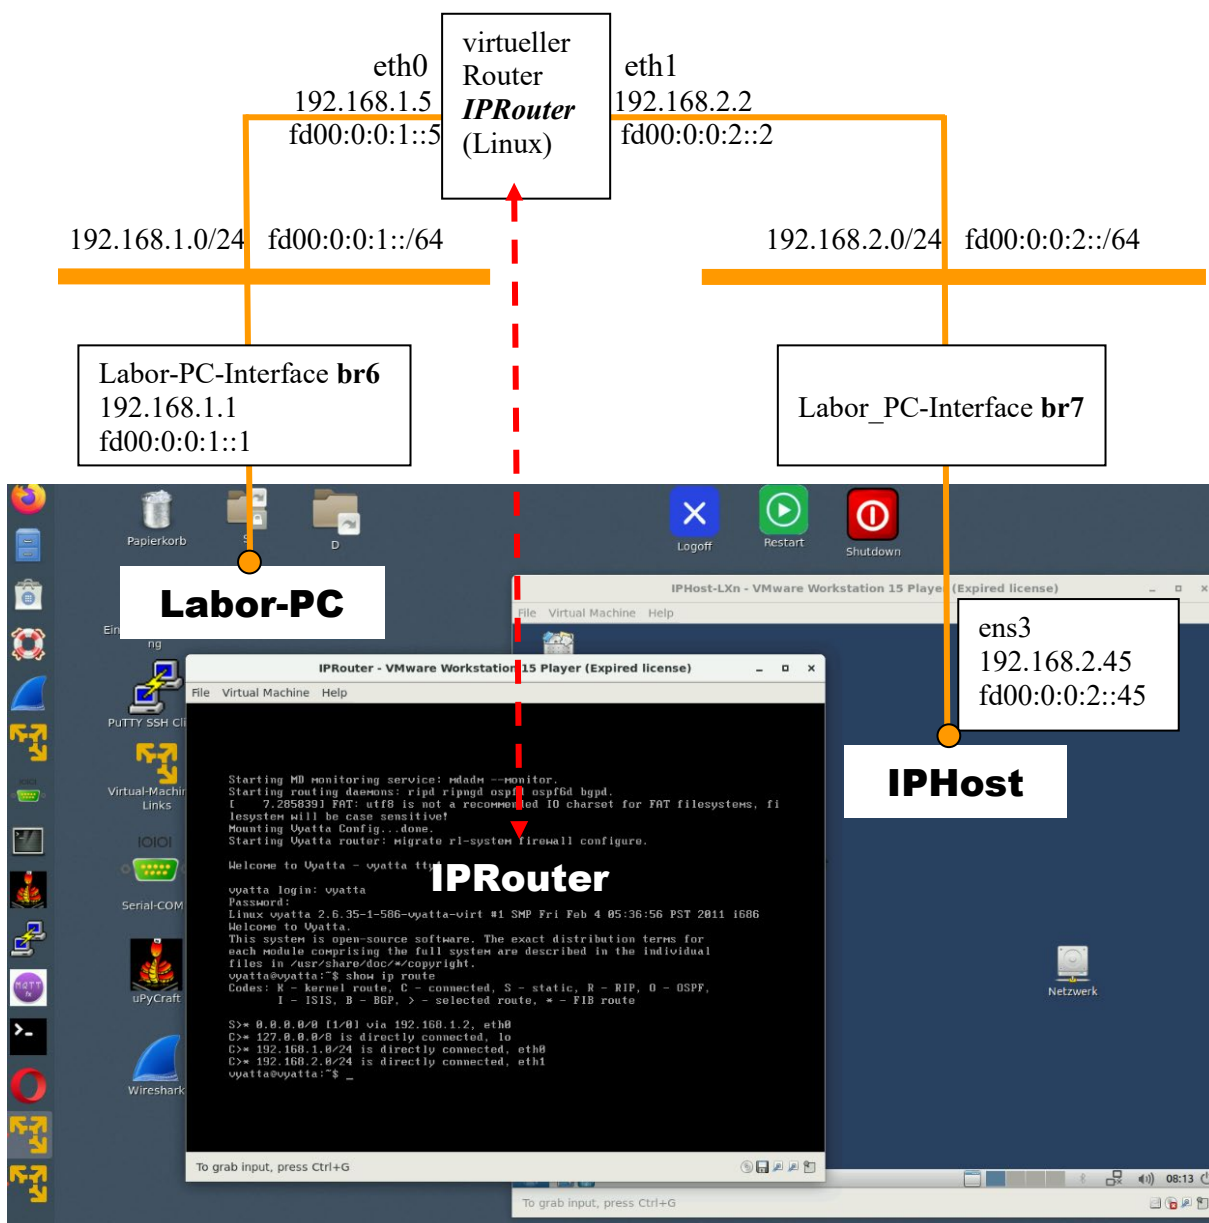 virtueller
Router
IPRouter
(Linux)
eth0
192.168.1.5
fd00:0:0:1::5
eth1
192.168.2.2
fd00:0:0:2::2
192.168.1.0/24 fd00:0:0:1::/64
192.168.2.0/24 fd00:0:0:2::/64
Labor-PC-Interface br6
192.168.1.1
fd00:0:0:1::1
Labor_PC-Interface br7
Papierkorb
D
Logoff
Restart
Shutdown
Labor-PC
IPHost-LXn - VMware Workstation 15 Player (Expired license)
File Virtual Machine Help
ens3
192.168.2.45
fd00:0:0:2::45
IPHost
Ein
ng
PuTTY SSH Cli
Virtual-Machin
Links
Serial-COM
uPyCraft
Wireshark
MQTT
fx
IPRouter - VMware Workstation 15 Player (Expired license)
File Virtual Machine Help
Starting MD monitoring service: mdadm --monitor.
Starting routing daemons: ripd ripngd ospfd ospf6d bgpd.
[ 7.285839] FAT: utf8 is not a recommended IO charset for FAT filesystems, fi
lesystem will be case sensitive!
Mounting Vyatta Config...done.
Starting Vyatta router: migrate rl-system firewall configure.
Welcome to Vyatta - vyatta tty1
vyatta login: vyatta
Password:
Linux vyatta 2.6.35-1-586-vyatta-virt #1 SMP Fri Feb 4 05:36:56 PST 2011 i686
Welcome to Vyatta.
This system is open-source software. The exact distribution terms for
each module comprising the full system are described in the individual
files in /usr/share/doc/*/copyright.
vyatta@vyatta:~$ show ip route
Codes: K - kernel route, C - connected, S - static, R - RIP, O - OSPF,
I - ISIS, B - BGP, > - selected route, * - FIB route
S>* 0.0.0.0/0 [1/0] via 192.168.1.2, eth0
C>* 127.0.0.0/8 is directly connected, lo
C>* 192.168.1.0/24 is directly connected, eth0
C>* 192.168.2.0/24 is directly connected, eth1
vyatta@vyatta:~$ _
IPRouter
To grab input, press Ctrl+G
Netzwerk
08:13
To grab input, press Ctrl+G